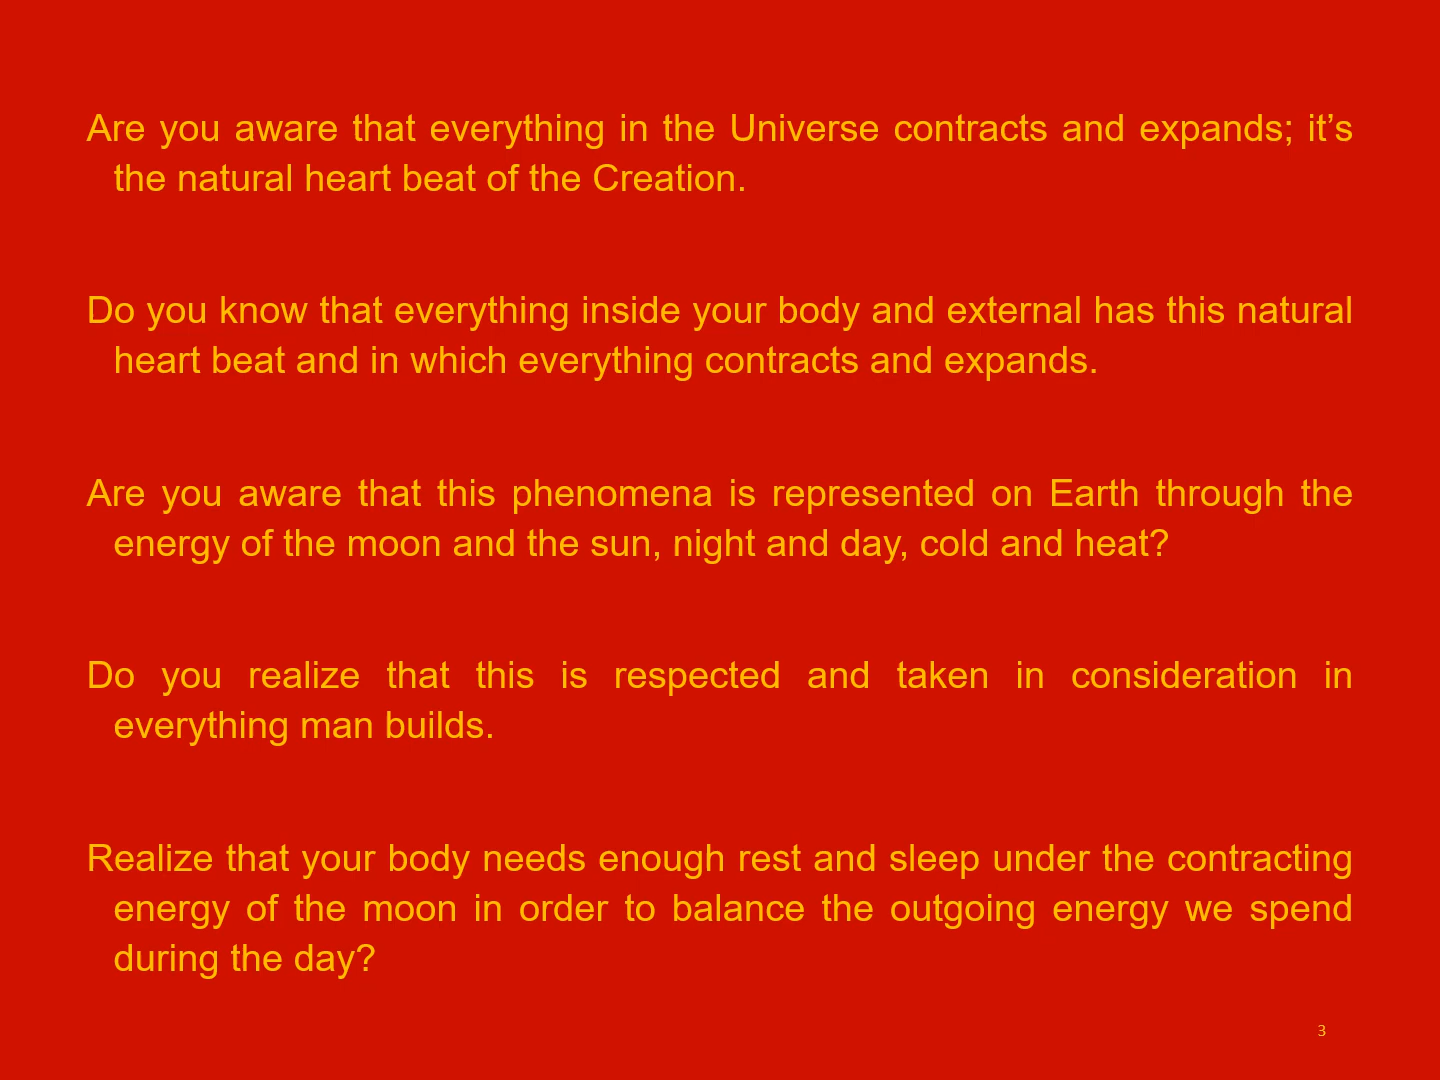 Are you aware that everything in the Universe contracts and expands; it’s
the natural heart beat of the Creation.
Do you know that everything inside your body and external has this natural
heart beat and in which everything contracts and expands.
Are you aware that this phenomena is represented on Earth through the
energy of the moon and the sun, night and day, cold and heat?
Do you realize that this is respected and taken in consideration in
everything man builds.
Realize that your body needs enough rest and sleep under the contracting
energy of the moon in order to balance the outgoing energy we spend
during the day?
3